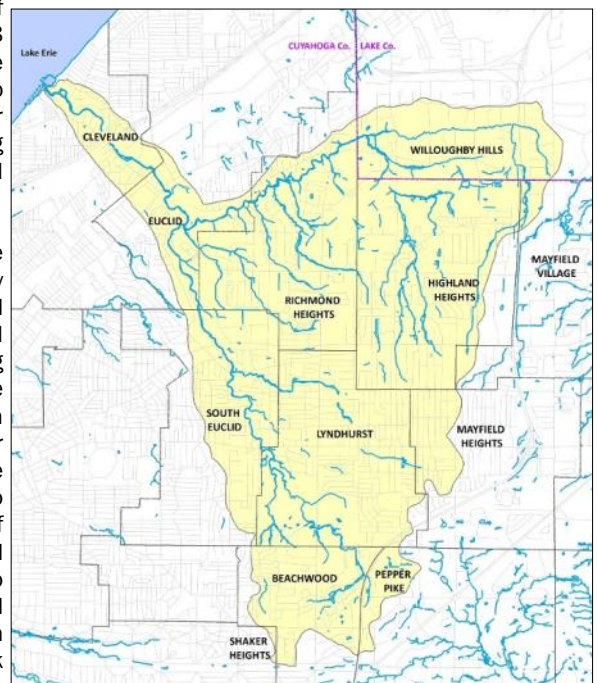 Lake Erie
CUYAHOGA Co.
LAKE Co.
CLEVELAND
WILLOUGHBY HILLS
EUCLID
MAYFIELD
VILLAGE
HIGHLAND
HEIGHTS
RICHMOND
HEIGHTS
SOUTH
EUCLID
LYNDHURST
MAYFIELD
HEIGHTS
BEACHWOOD
PEPPER
PIKE
SHAKER
HEIGHTS